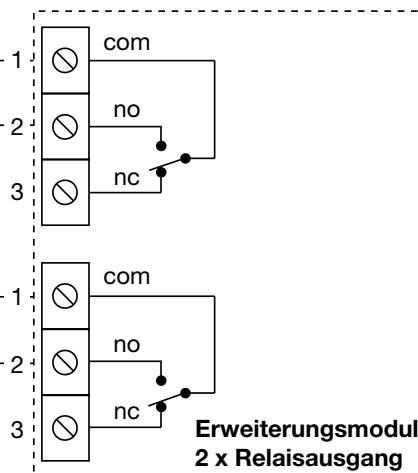 1 com
2 no
3 nc
1 com
2 no
3 nc
Erweiterungsmodul
2 x Relaisausgang